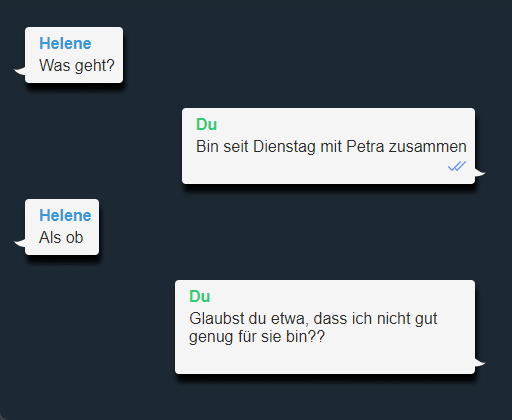 Helene
Was geht?
Du
Bin seit Dienstag mit Petra zusammen
Helene
Als ob
Du
Glaubst du etwa, dass ich nicht gut
genug für sie bin??